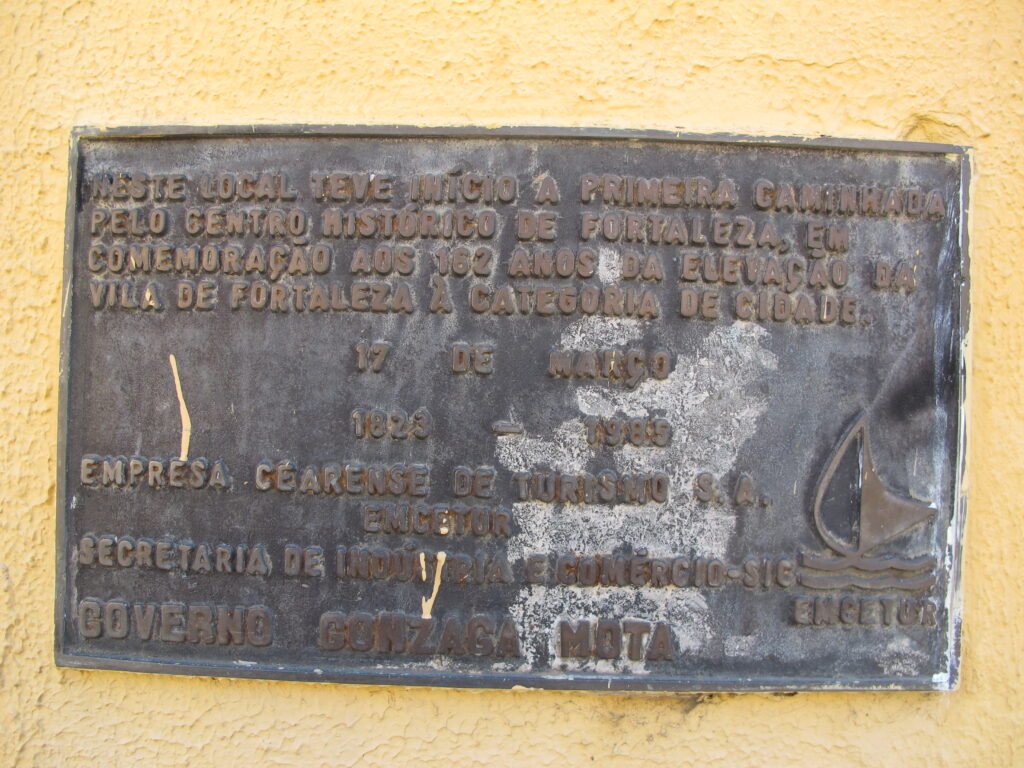 NESTE LOCAL TEVE INÍCIO A PRIMEIRA CAMINHADA
PELO CENTRO HISTÓRICO DE FORTALEZA, EM
COMEMORAÇÃO AOS 162 ANOS DA ELEVAÇÃO DA
VILA DE FORTALEZA À CATEGORIA DE CIDADE.
17 DE MARÇO
1823 — 1985
EMPRESA CEARENSE DE TURISMO S.A.
EMCETUR
SECRETARIA DE INDÚSTRIA E COMÉRCIO-SIC
EMCETUR
GOVERNO GONZAGA MOTA